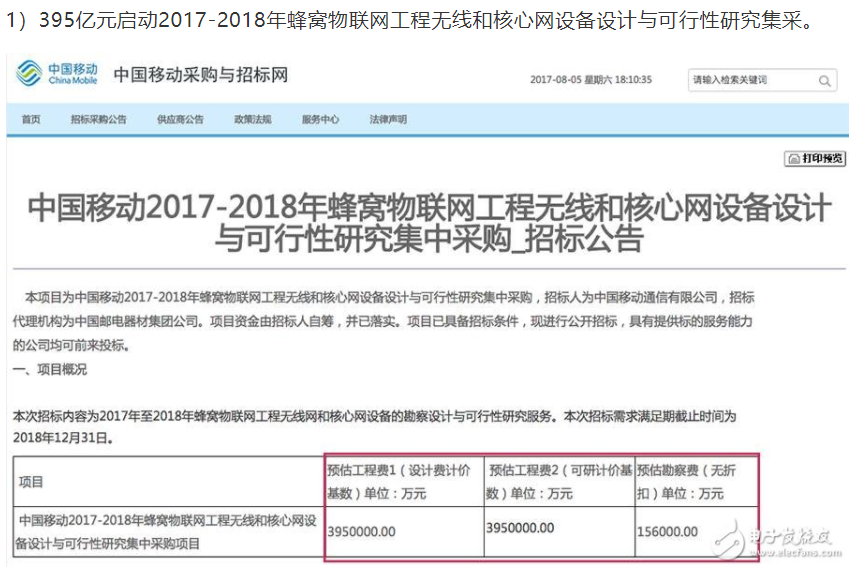 1）395亿元启动2017-2018年蜂窝物联网工程无线和核心网设备设计与可行性研究集采。
中国移动
China Mobile
中国移动采购与招标网
2017-08-05 星期六 18:10:35
请输入检索关键词
首页 招标采购公告 供应商公告 政策法规 服务中心 法律声明
打印预览
中国移动2017-2018年蜂窝物联网工程无线和核心网设备设计
与可行性研究集中采购_招标公告
本项目为中国移动2017-2018年蜂窝物联网工程无线和核心网设备设计与可行性研究集中采购，招标人为中国移动通信有限公司，招标
代理机构为中国邮电器材集团公司。项目资金由招标人自筹，并已落实。项目已具备招标条件，现进行公开招标，具有提供标的服务能力
的公司均可前来投标。
一、项目概况
本次招标内容为2017年至2018年蜂窝物联网工程无线网和核心网设备的勘察设计与可行性研究服务。本次招标需求满足期截止时间为
2018年12月31日。
项目
预估工程费1（设计费计价
基数）单位：万元
预估工程费2（可研计价基
数）单位：万元
预估勘察费（无折
扣）单位：万元
中国移动2017-2018年蜂窝物联网工程无线和核心网设
备设计与可行性研究集中采购项目
3950000.00
3950000.00
156000.00
电子发烧友
www.elecfans.com